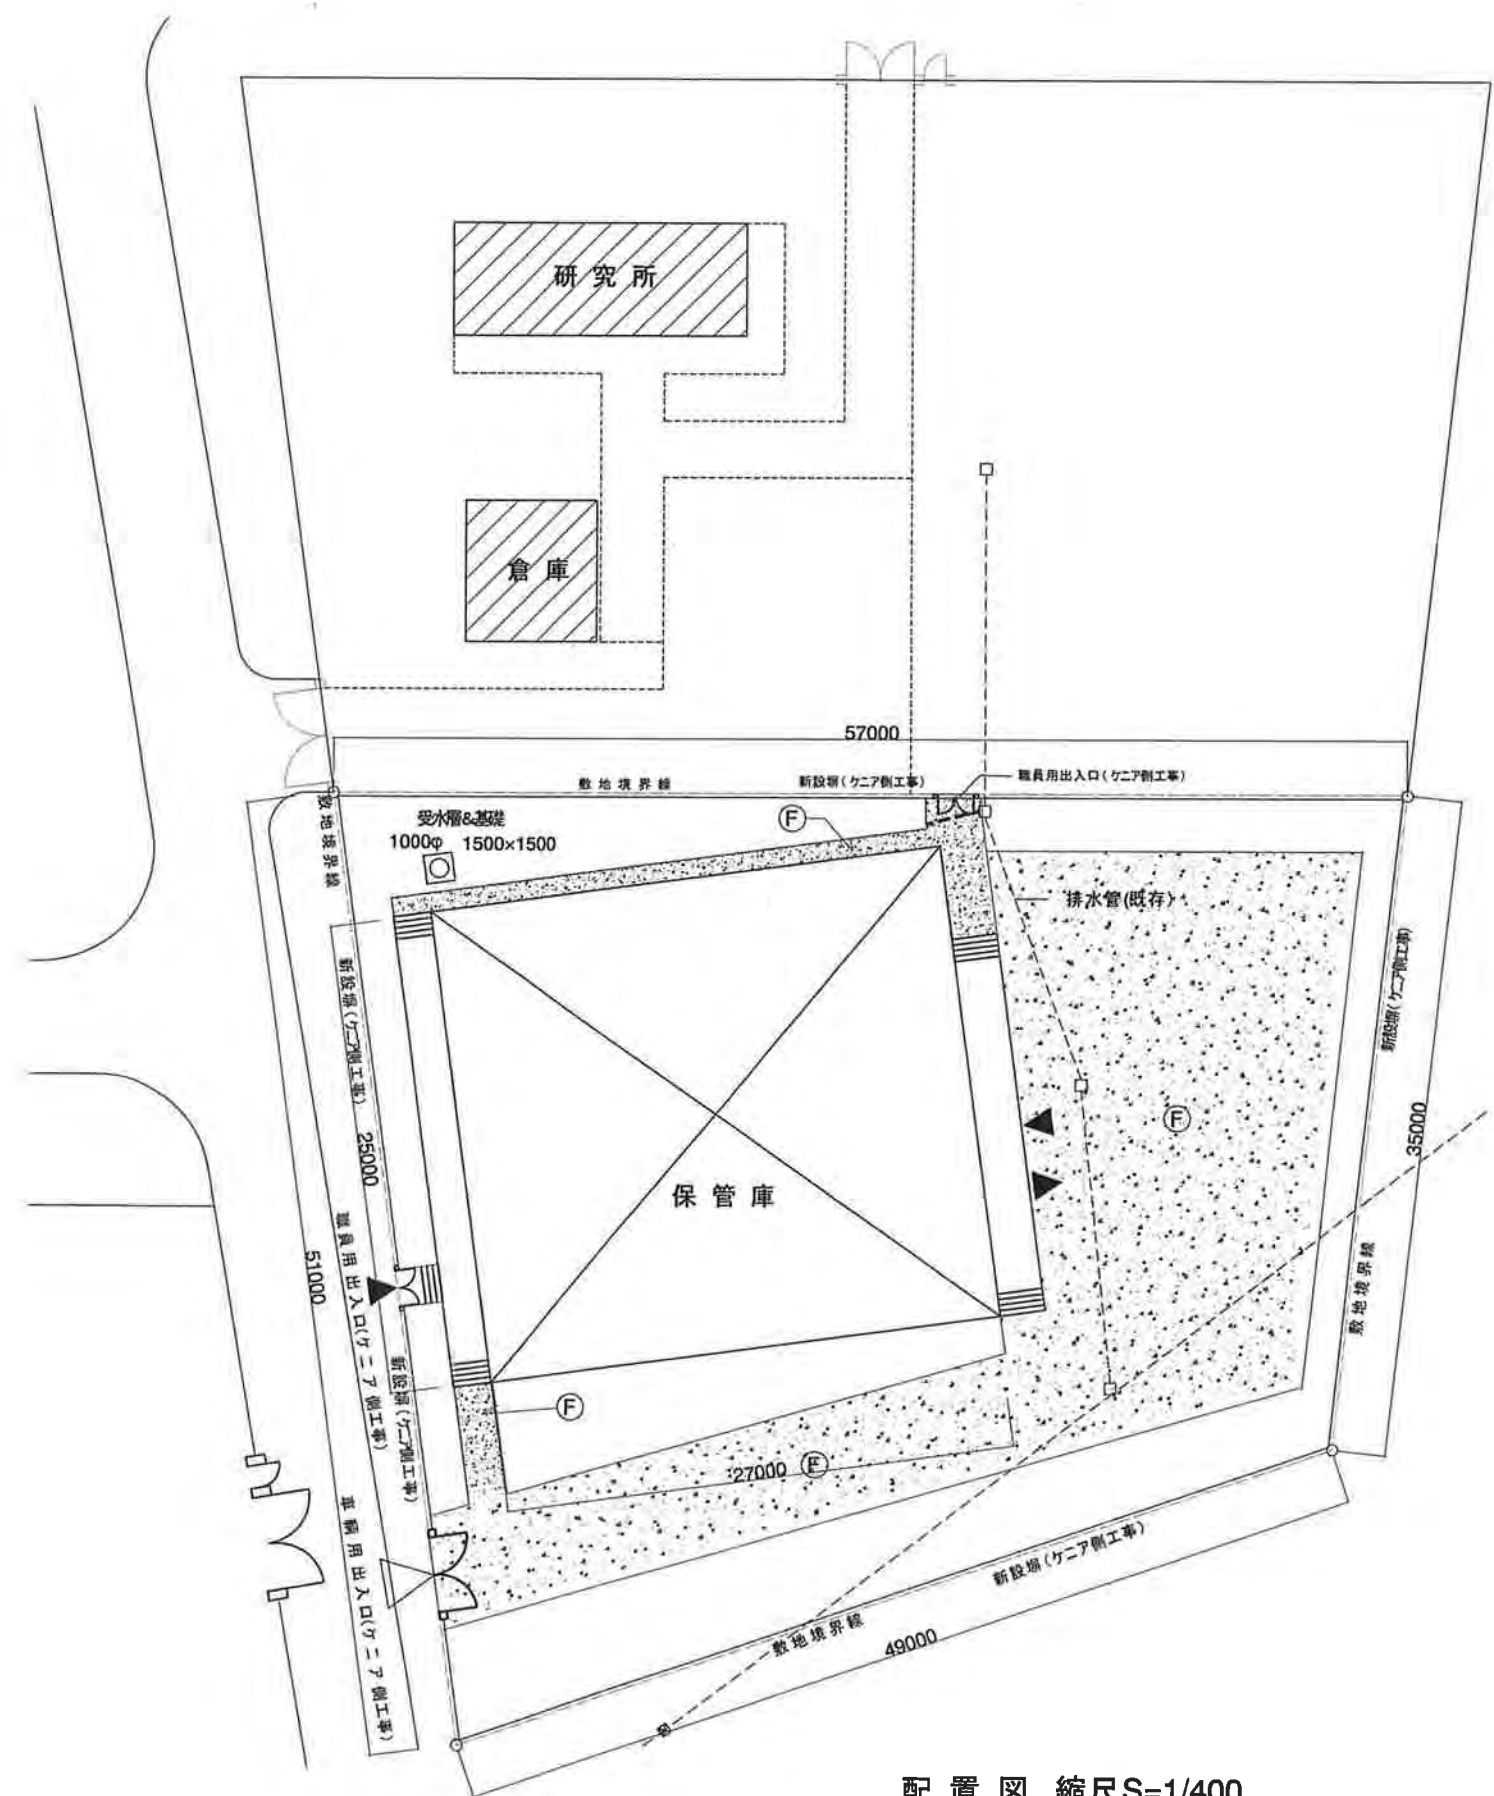 研究所
倉庫
57000
敷地境界線
新設塀(ケニア側工事)
職員用出入口(ケニア側工事)
敷地境界線
受水層&基礎
1000φ 1500×1500
F
排水管(既存)
新設塀(ケニア側工事)
25000
新設塀(ケニア側工事)
35000
F
保管庫
51000
職員用出入口(ケニア側工事)
敷地境界線
新設塀(ケニア側工事)
F
27000
F
車輌用出入口(ケニア側工事)
新設塀(ケニア側工事)
敷地境界線
49000
配置図 縮尺S=1/400